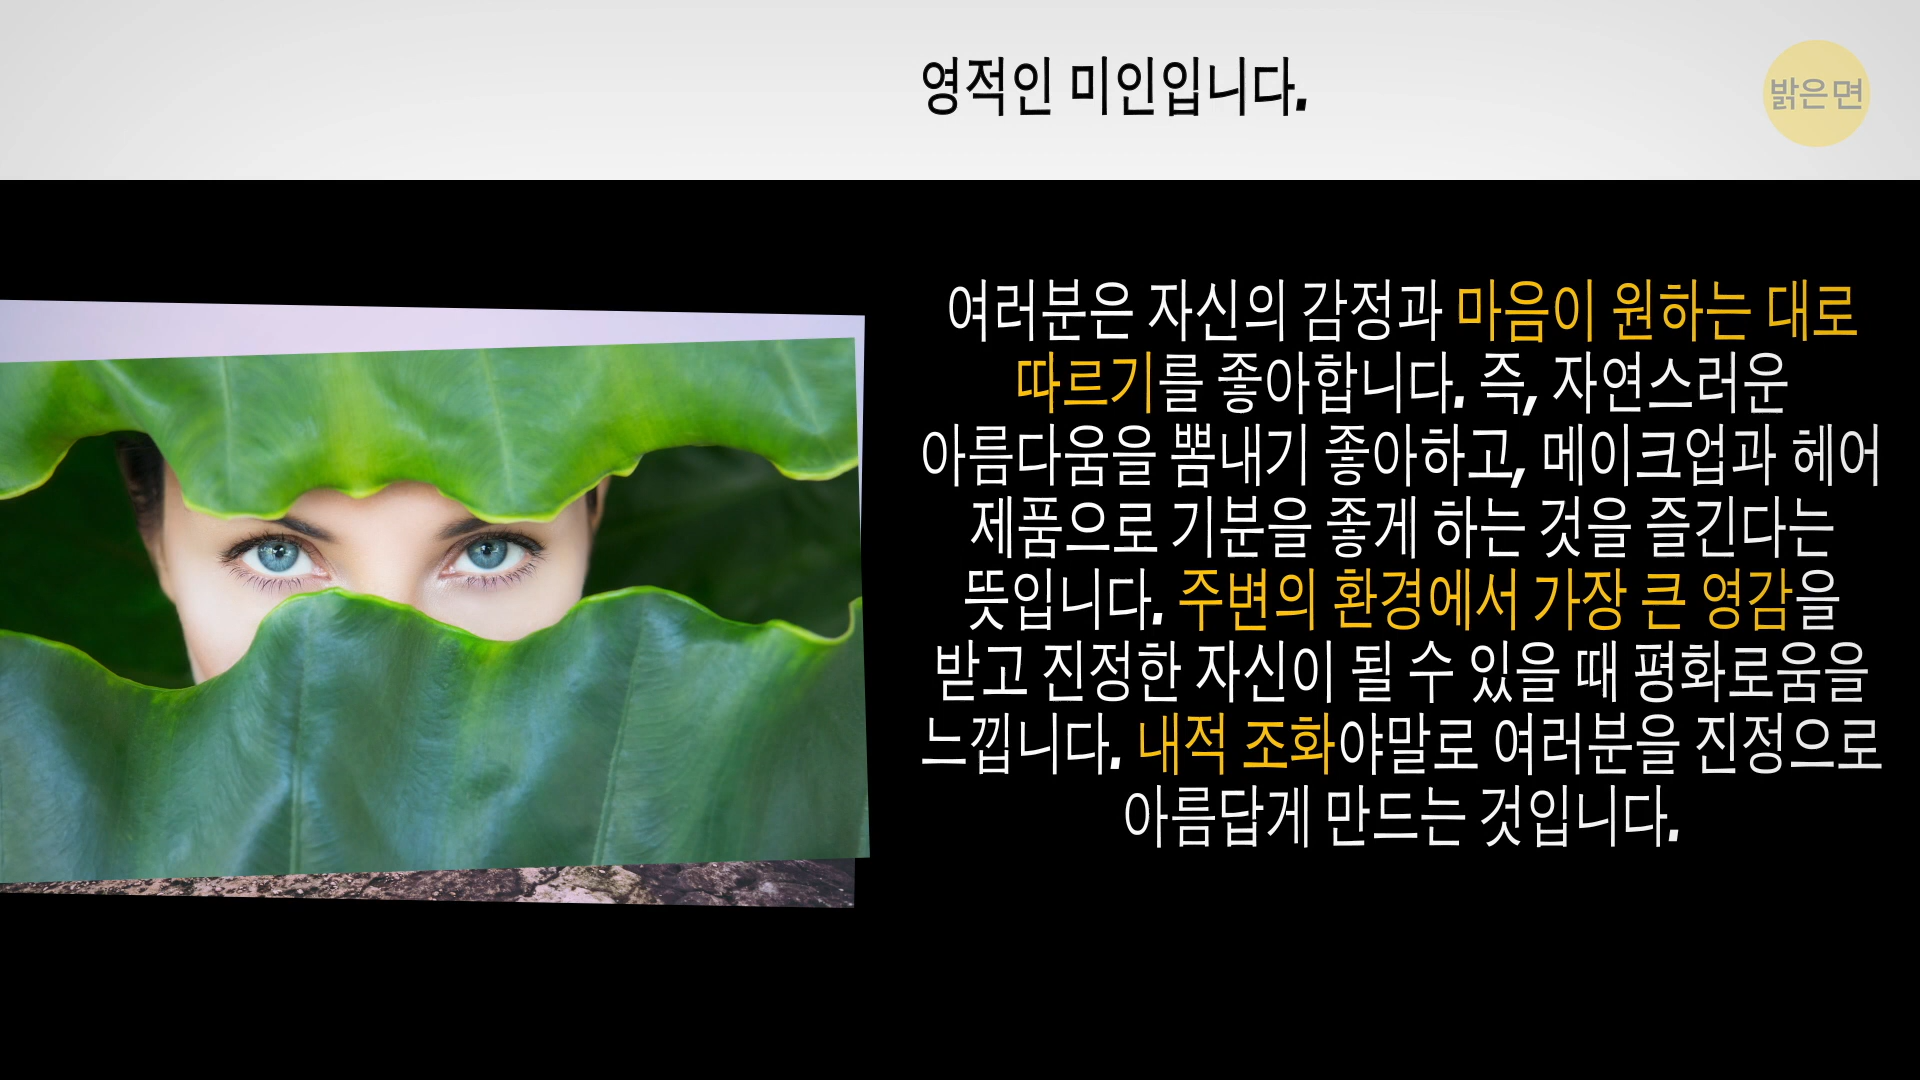 영적인 미인입니다.
밝은면
여러분은 자신의 감정과 마음이 원하는 대로
따르기를 좋아합니다. 즉, 자연스러운
아름다움을 뽐내기 좋아하고, 메이크업과 헤어
제품으로 기분을 좋게 하는 것을 즐긴다는
뜻입니다. 주변의 환경에서 가장 큰 영감을
받고 진정한 자신이 될 수 있을 때 평화로움을
느낍니다. 내적 조화야말로 여러분을 진정으로
아름답게 만드는 것입니다.